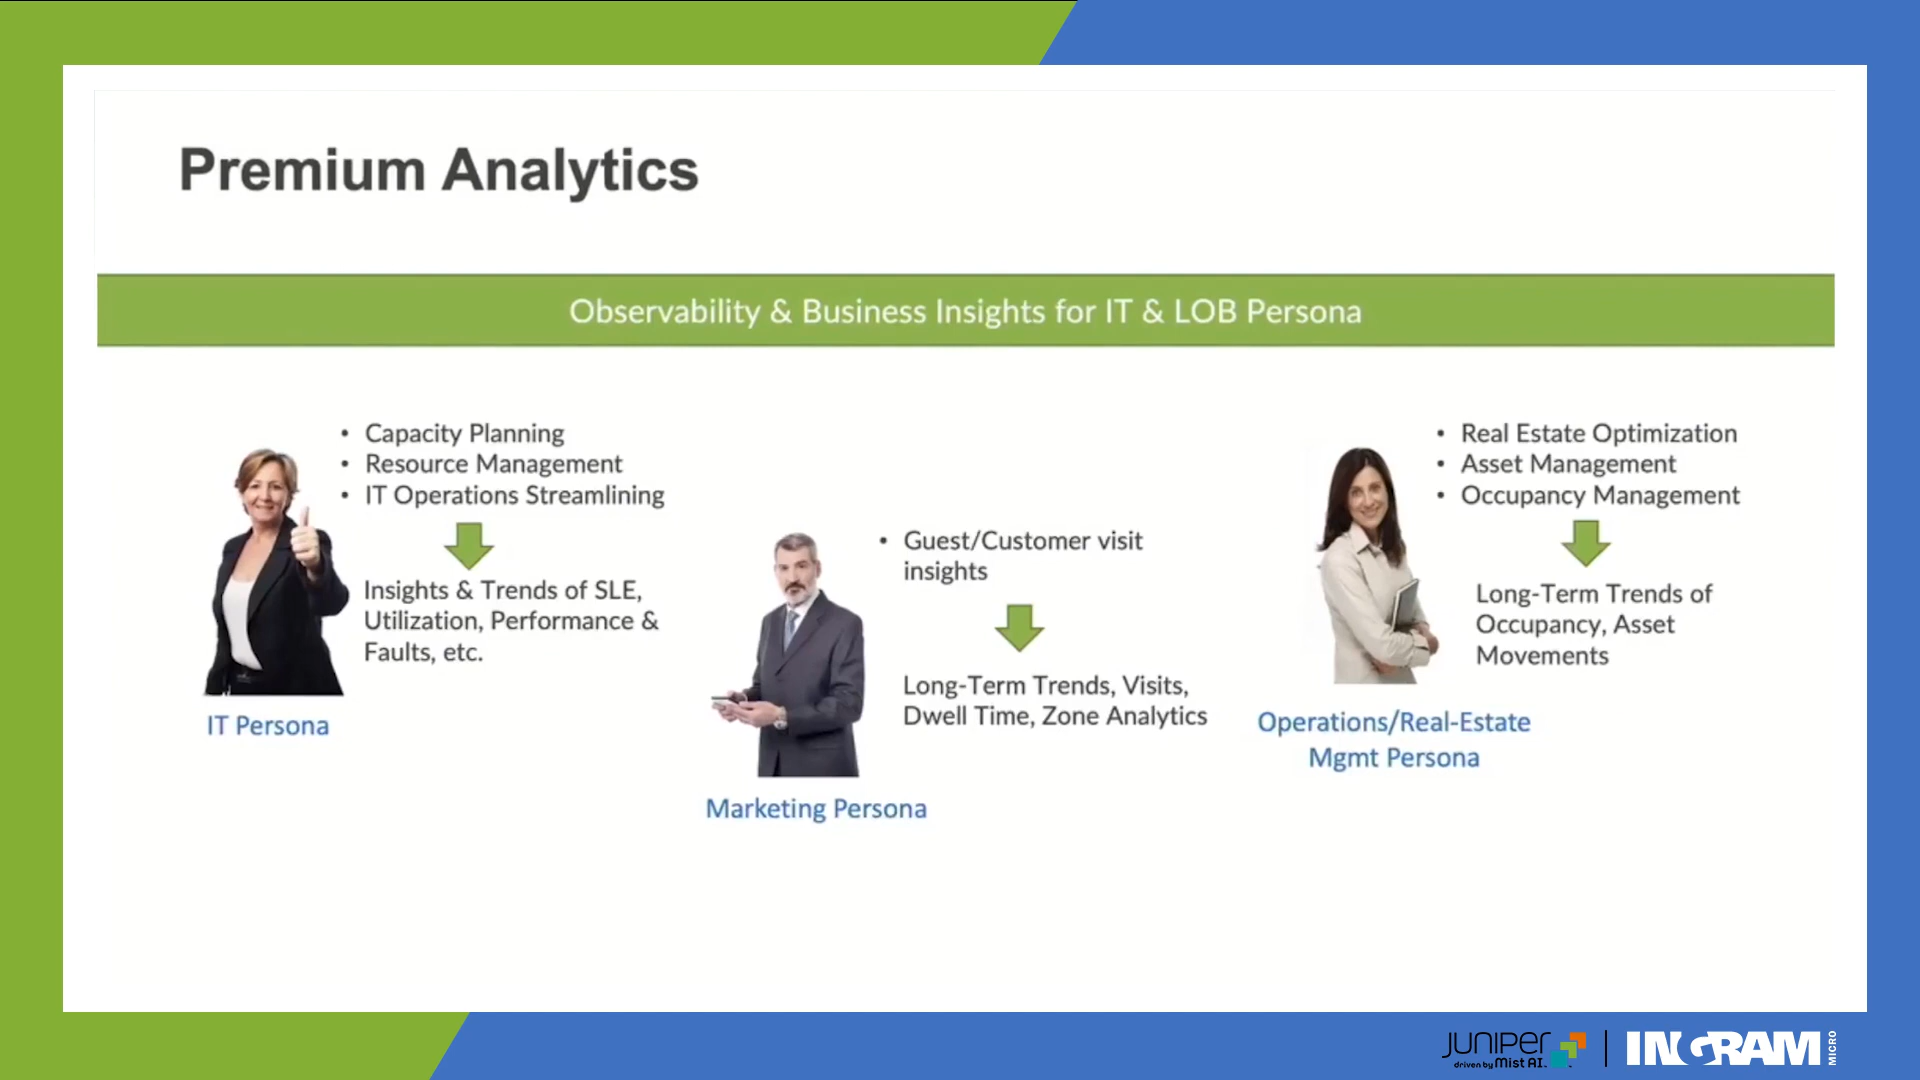 Premium Analytics
Observability & Business Insights for IT & LOB Persona
• Capacity Planning
• Resource Management
• IT Operations Streamlining
Insights & Trends of SLE,
Utilization, Performance &
Faults, etc.
IT Persona
• Guest/Customer visit
insights
Long-Term Trends, Visits,
Dwell Time, Zone Analytics
Marketing Persona
• Real Estate Optimization
• Asset Management
• Occupancy Management
Long-Term Trends of
Occupancy, Asset
Movements
Operations/Real-Estate
Mgmt Persona
JUNIPEr
driven by Mist AI
INGRAM MICRO